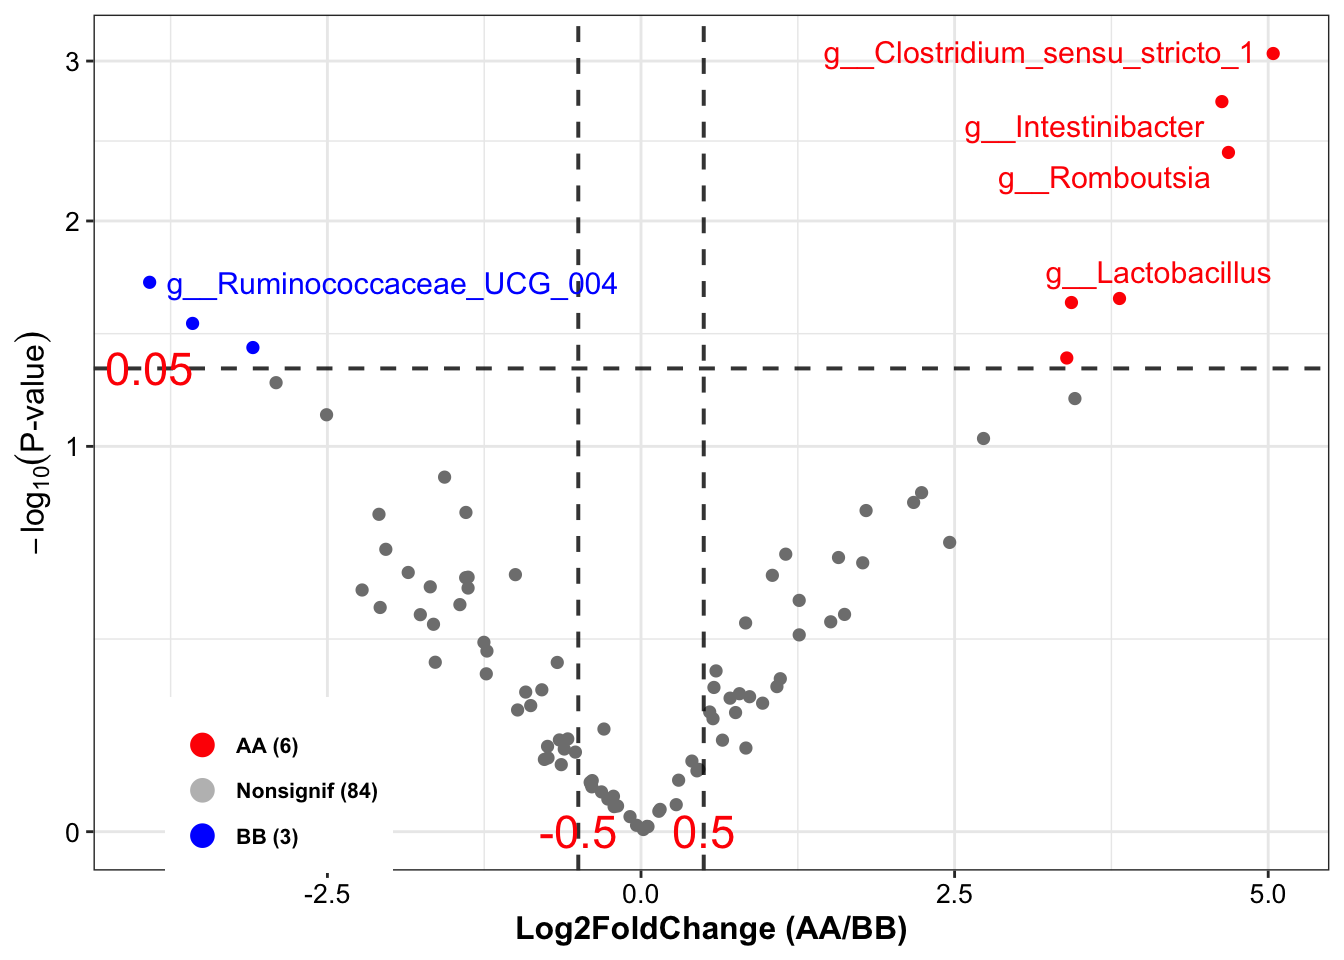 3
g__Clostridium_sensu_stricto_1
g__Intestinibacter
g__Romboutsia
2
g__Lactobacillus
g__Ruminococcaceae_UCG_004
0.05
−log10(P-value)
1
AA (6)
Nonsignif (84)
BB (3)
0
-0.5
0.5
-2.5
0.0
2.5
5.0
Log2FoldChange (AA/BB)